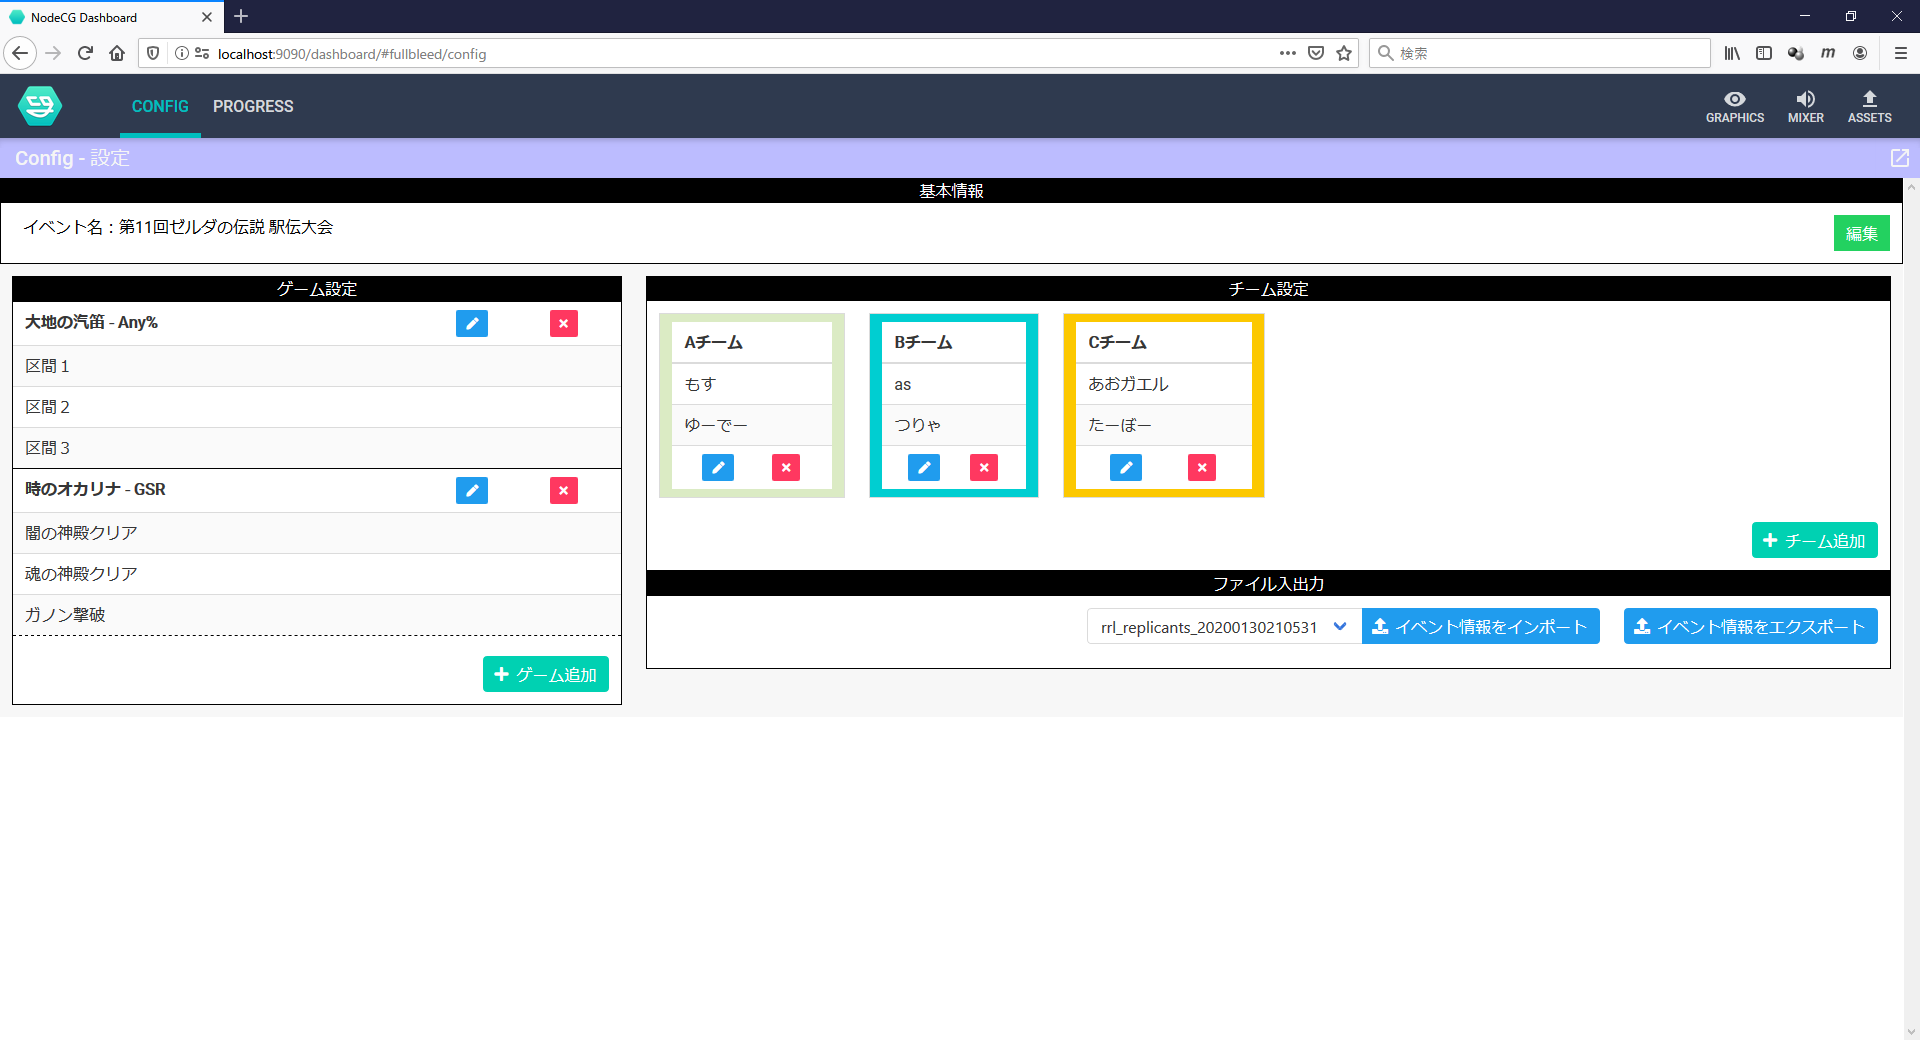 NodeCG Dashboard
localhost:9090/dashboard/#fullbleed/config
検索
CONFIG
PROGRESS
GRAPHICS
MIXER
ASSETS
Config - 設定
基本情報
イベント名：第11回ゼルダの伝説 駅伝大会
編集
ゲーム設定
大地の汽笛 - Any%
区間１
区間２
区間３
時のオカリナ - GSR
闇の神殿クリア
魂の神殿クリア
ガノン撃破
ゲーム追加
チーム設定
Aチーム
もす
ゆーでー
Bチーム
as
つりゃ
Cチーム
あおガエル
たーぼー
チーム追加
ファイル入出力
rrl_replicants_20200130210531
イベント情報をインポート
イベント情報をエクスポート